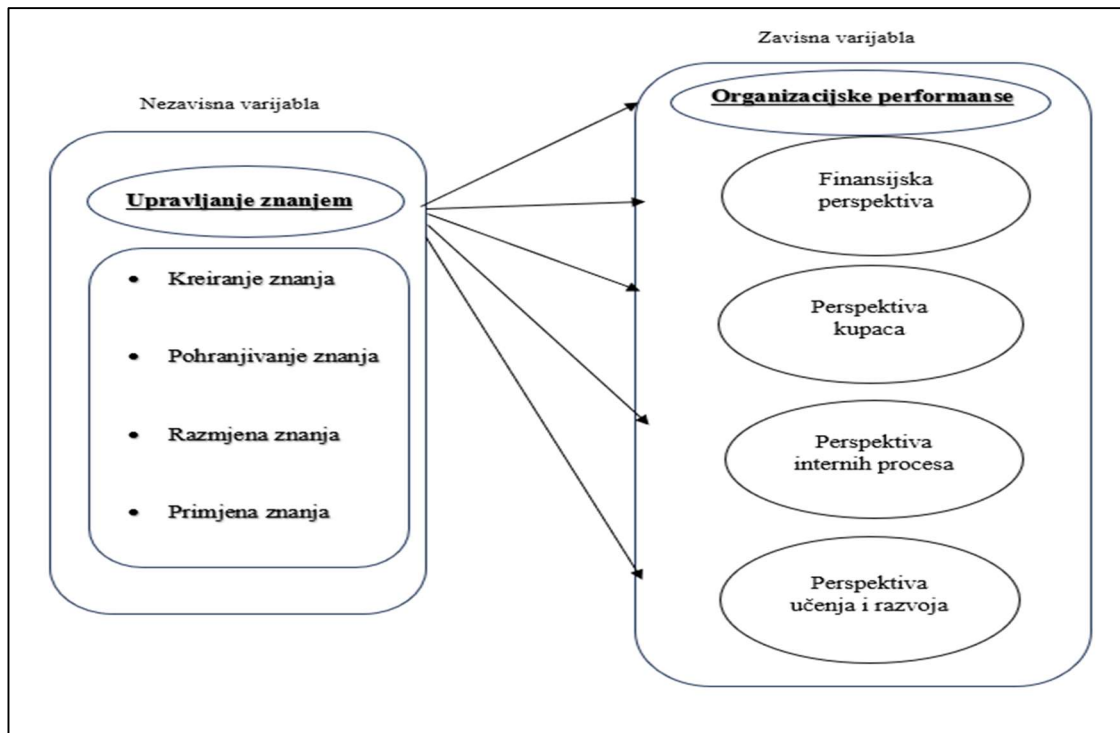 Nezavisna varijabla
Upravljanje znanjem
• Kreiranje znanja
• Pohranjivanje znanja
• Razmjena znanja
• Primjena znanja
Zavisna varijabla
Organizacijske performanse
Finansijska
perspektiva
Perspektiva
kupaca
Perspektiva
internih procesa
Perspektiva
učenja i razvoja